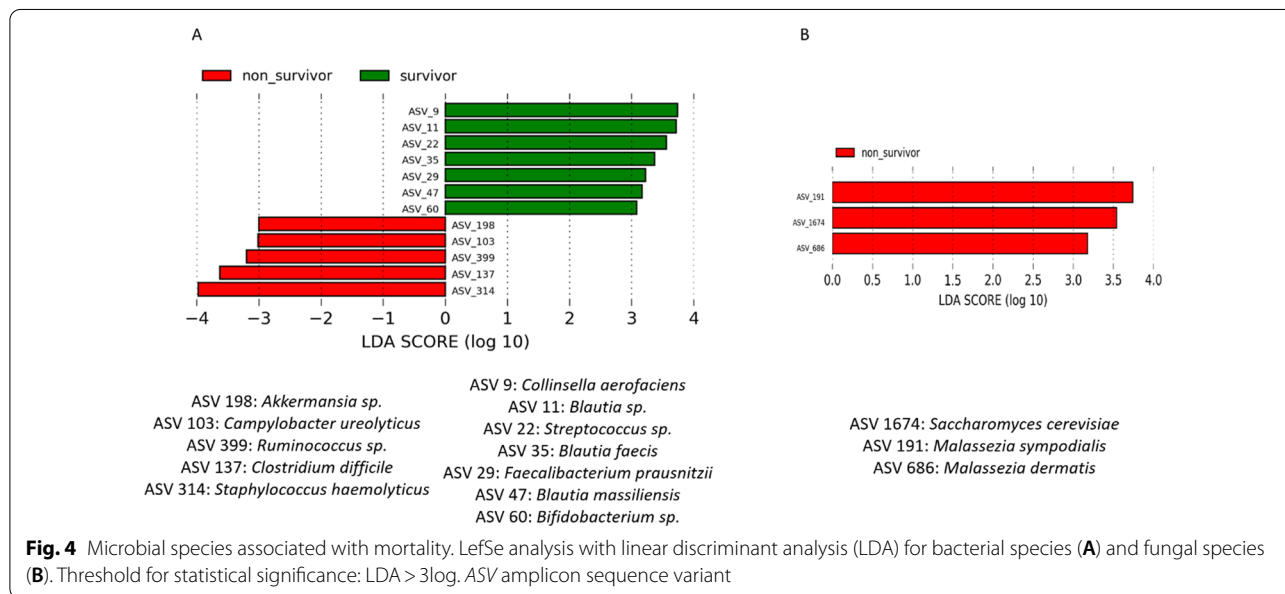 A
non_survivor survivor
ASV_9
ASV_11
ASV_22
ASV_35
ASV_29
ASV_47
ASV_60
ASV_198
ASV_103
ASV_399
ASV_137
ASV_314
−4 −3 −2 −1 0 1 2 3 4
LDA SCORE (log 10)
ASV 198: Akkermansia sp.
ASV 103: Campylobacter ureolyticus
ASV 399: Ruminococcus sp.
ASV 137: Clostridium difficile
ASV 314: Staphylococcus haemolyticus
ASV 9: Collinsella aerofaciens
ASV 11: Blautia sp.
ASV 22: Streptococcus sp.
ASV 35: Blautia faecis
ASV 29: Faecalibacterium prausnitzii
ASV 47: Blautia massiliensis
ASV 60: Bifidobacterium sp.
B
non_survivor
ASV_191
ASV_1674
ASV_686
0.0 0.5 1.0 1.5 2.0 2.5 3.0 3.5 4.0
LDA SCORE (log 10)
ASV 1674: Saccharomyces cerevisiae
ASV 191: Malassezia sympodialis
ASV 686: Malassezia dermatis
Fig. 4 Microbial species associated with mortality. LefSe analysis with linear discriminant analysis (LDA) for bacterial species (A) and fungal species
(B). Threshold for statistical significance: LDA > 3log. ASV amplicon sequence variant